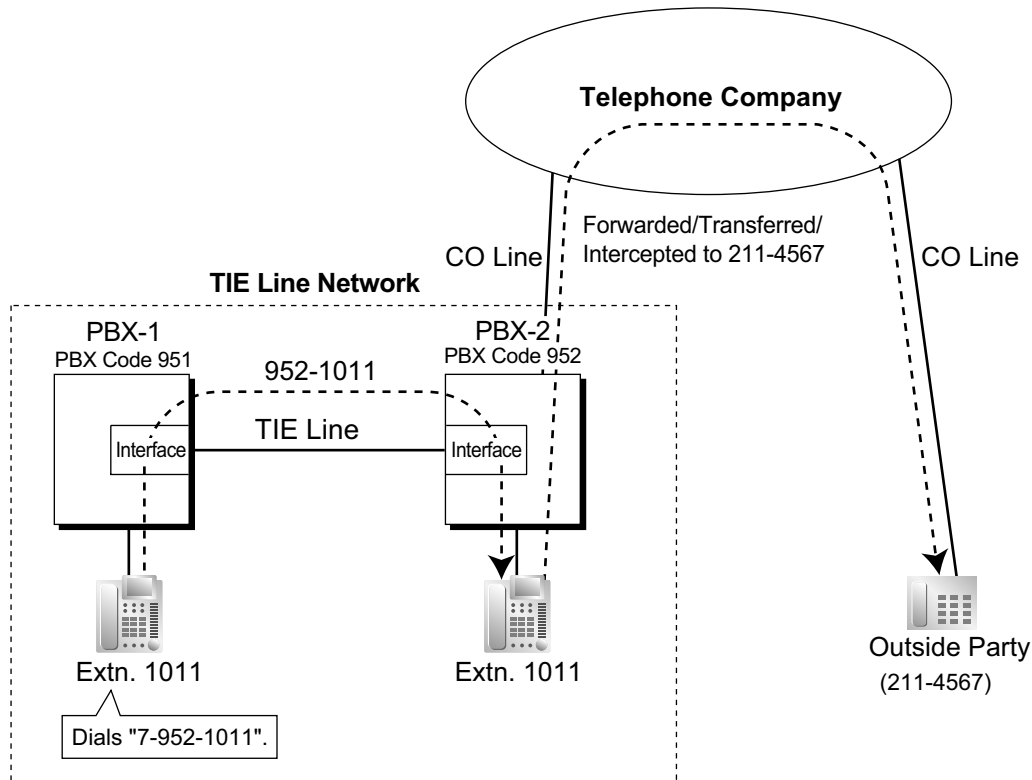 Telephone Company
Forwarded/Transferred/
Intercepted to 211-4567
CO Line
CO Line
TIE Line Network
PBX-1
PBX Code 951
PBX-2
PBX Code 952
952-1011
TIE Line
Interface
Interface
Extn. 1011
Extn. 1011
Dials "7-952-1011".
Outside Party
(211-4567)